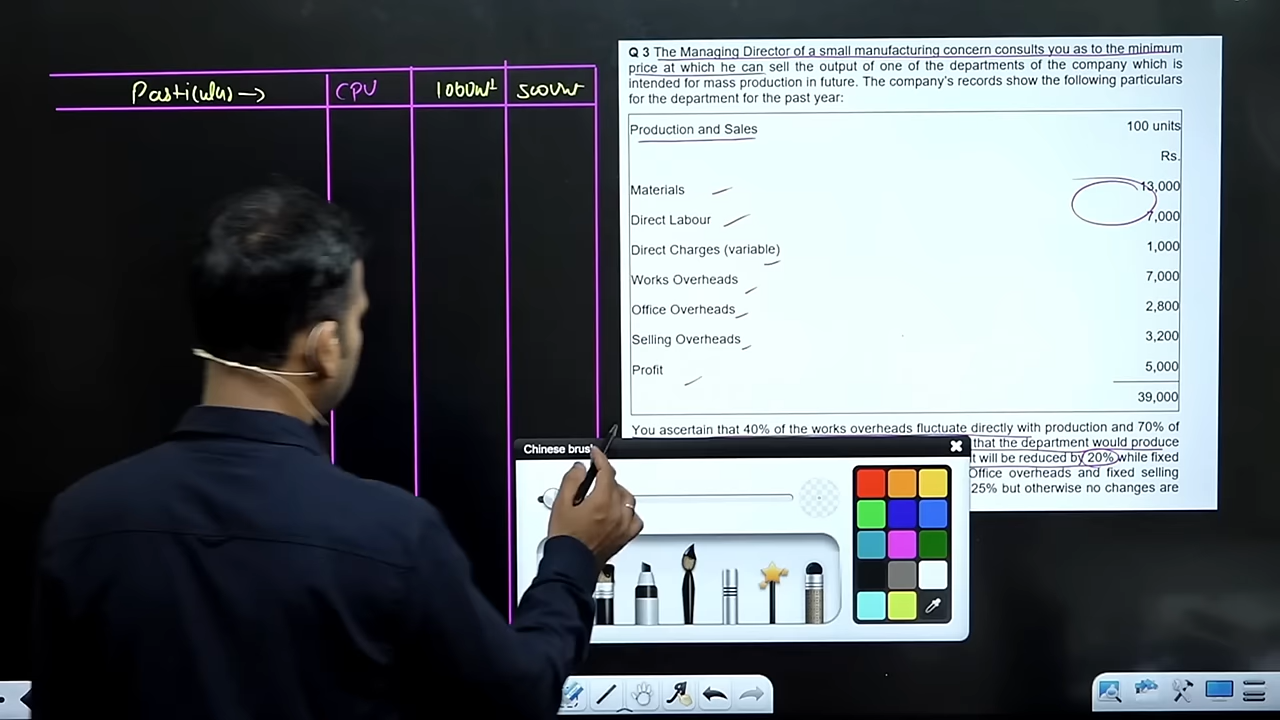 Particulars → CPU 100Unit 500Unit
Q 3 The Managing Director of a small manufacturing concern consults you as to the minimum
price at which he can sell the output of one of the departments of the company which is
intended for mass production in future. The company's records show the following particulars
for the department for the past year:
Production and Sales 100 units
Rs.
Materials 13,000
Direct Labour 7,000
Direct Charges (variable) 1,000
Works Overheads 7,000
Office Overheads 2,800
Selling Overheads 3,200
Profit 5,000
39,000
You ascertain that 40% of the works overheads fluctuate directly with production and 70% of
that the department would produce
it will be reduced by 20% while fixed
Office overheads and fixed selling
25% but otherwise no changes are
Chinese brush